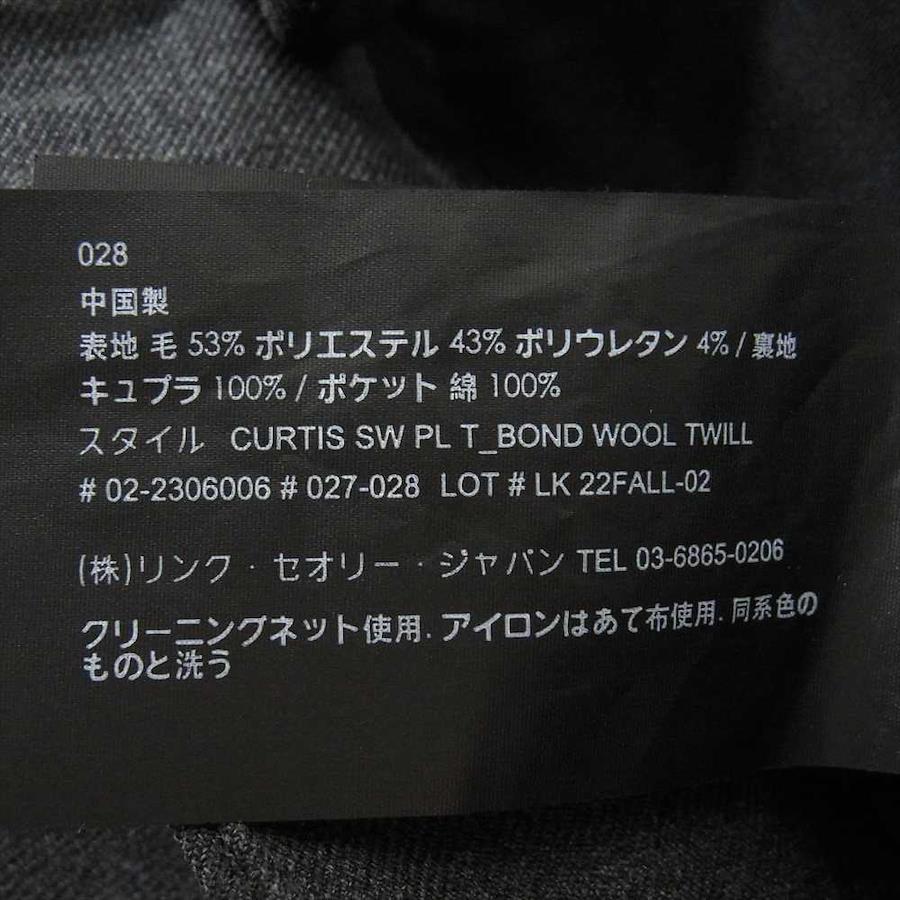 028
中国製
表地 毛 53% ポリエステル 43% ポリウレタン 4% / 裏地
キュプラ 100% / ポケット 綿 100%
スタイル CURTIS SW PL T_BOND WOOL TWILL
# 02-2306006 # 027-028 LOT # LK 22FALL-02
(株)リンク・セオリー・ジャパン TEL 03-6865-0206
クリーニングネット使用. アイロンはあて布使用. 同系色の
ものと洗う